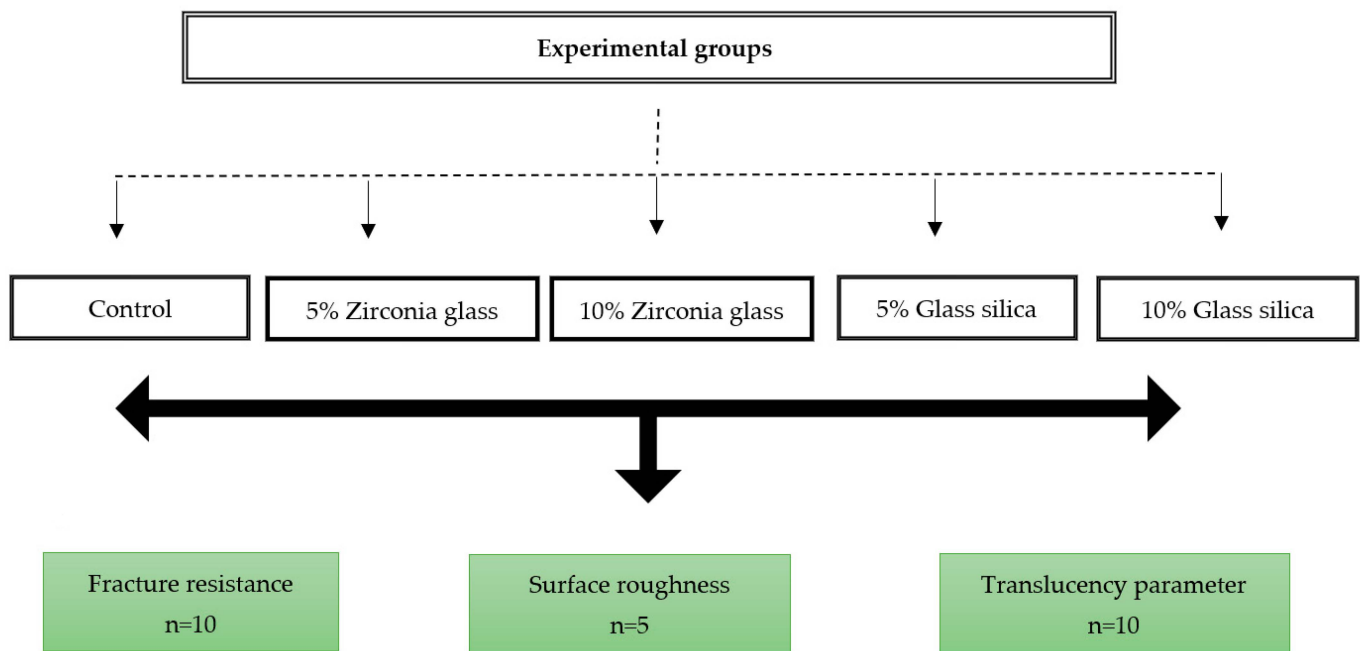 Experimental groups
Control
5% Zirconia glass
10% Zirconia glass
5% Glass silica
10% Glass silica
Fracture resistance
n=10
Surface roughness
n=5
Translucency parameter
n=10